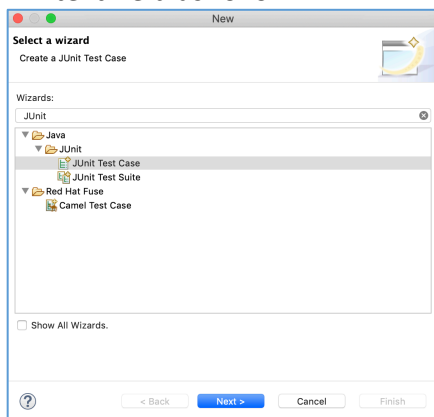 New
Select a wizard
Create a JUnit Test Case
Wizards:
JUnit
Java
JUnit
JUnit Test Case
JUnit Test Suite
Red Hat Fuse
Camel Test Case
Show All Wizards.
?
< Back Next > Cancel Finish